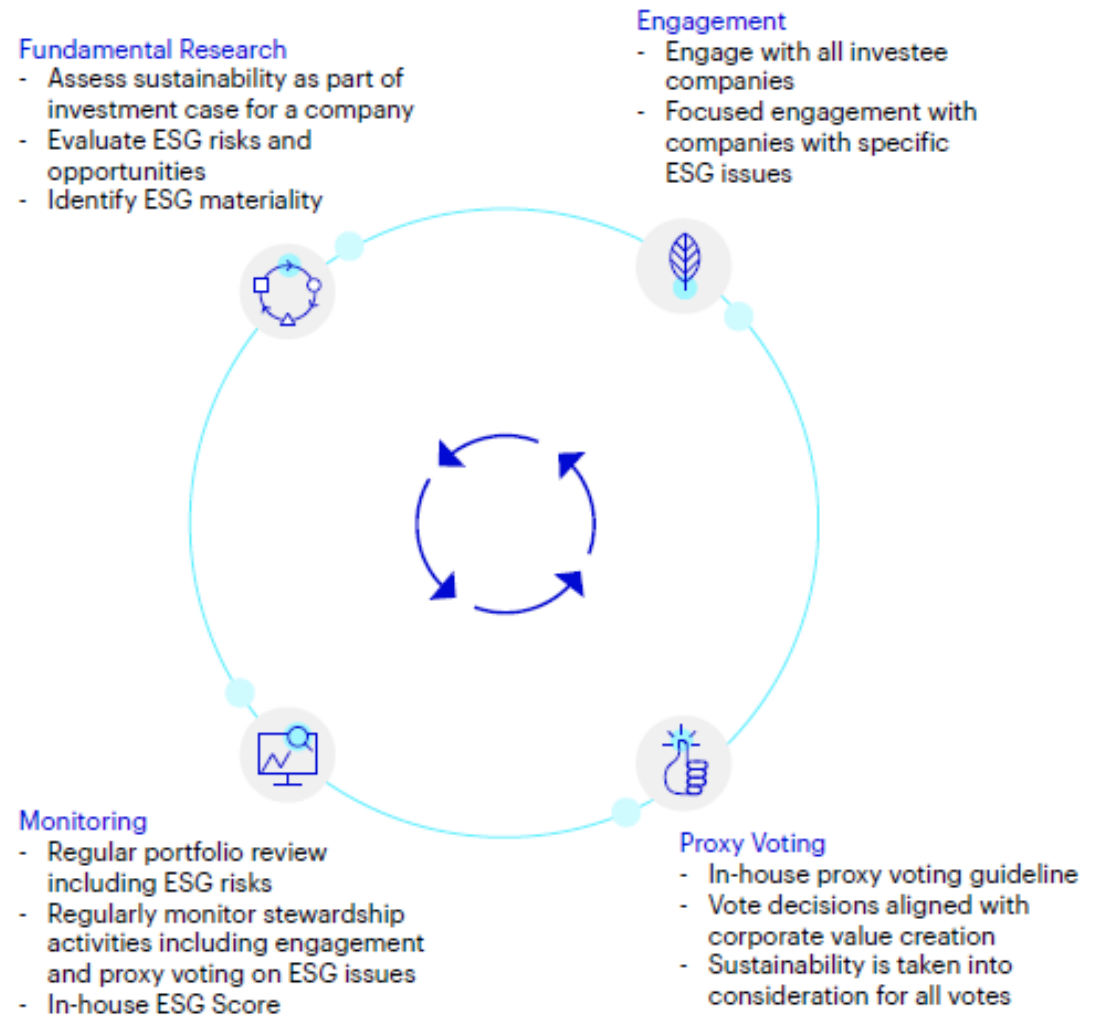 Fundamental Research
- Assess sustainability as part of
investment case for a company
- Evaluate ESG risks and
opportunities
- Identify ESG materiality
Engagement
- Engage with all investee
companies
- Focused engagement with
companies with specific
ESG issues
Monitoring
- Regular portfolio review
including ESG risks
- Regularly monitor stewardship
activities including engagement
and proxy voting on ESG issues
- In-house ESG Score
Proxy Voting
- In-house proxy voting guideline
- Vote decisions aligned with
corporate value creation
- Sustainability is taken into
consideration for all votes